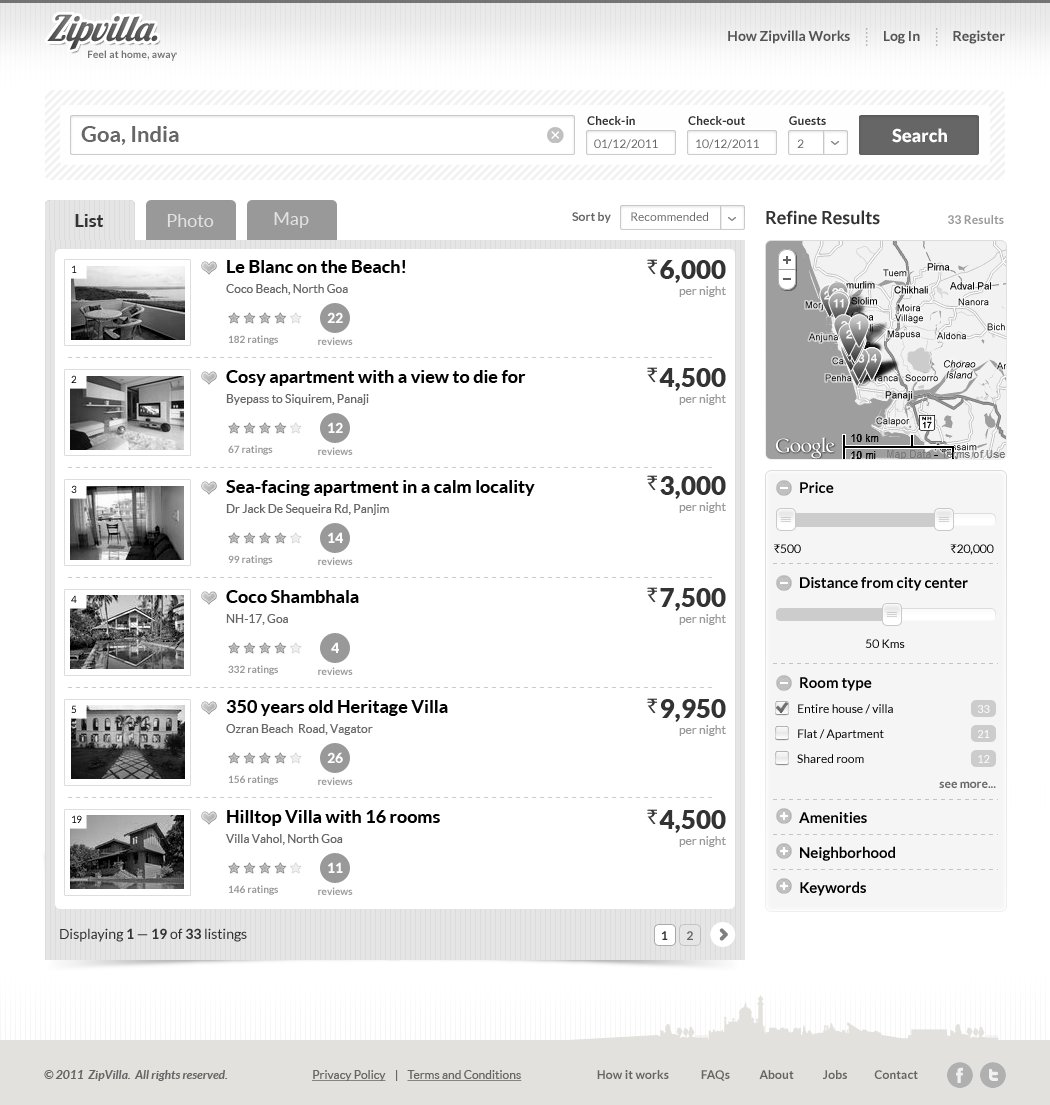 Zipvilla.
Feel at home, away
How Zipvilla Works
Log In
Register
Goa, India
Check-in
01/12/2011
Check-out
10/12/2011
Guests
2
Search
List
Photo
Map
Sort by
Recommended
1
Le Blanc on the Beach!
Coco Beach, North Goa
182 ratings
22
reviews
₹6,000
per night
2
Cosy apartment with a view to die for
Byepass to Siquirem, Panaji
67 ratings
12
reviews
₹4,500
per night
3
Sea-facing apartment in a calm locality
Dr Jack De Sequeira Rd, Panjim
99 ratings
14
reviews
₹3,000
per night
4
Coco Shambhala
NH-17, Goa
332 ratings
4
reviews
₹7,500
per night
5
350 years old Heritage Villa
Ozran Beach Road, Vagator
156 ratings
26
reviews
₹9,950
per night
19
Hilltop Villa with 16 rooms
Villa Vahol, North Goa
146 ratings
11
reviews
₹4,500
per night
Displaying 1 — 19 of 33 listings
1
2
Refine Results
33 Results
Pirna
Tuem
murlim
Chikhali
Adval Pal
11
Siolim
Nanora
Moira
Village
1
2
Bich
Anjuna
Mapusa
Aldona
3
4
Chorao
Island
Penha
Socorro
Panaji
NH
17
Calapor
10 km
10 mi
Google
Map Data - Terms of Use
Price
₹500
₹20,000
Distance from city center
50 Kms
Room type
Entire house / villa
33
Flat / Apartment
21
Shared room
12
see more...
Amenities
Neighborhood
Keywords
© 2011 ZipVilla. All rights reserved.
Privacy Policy | Terms and Conditions
How it works
FAQs
About
Jobs
Contact